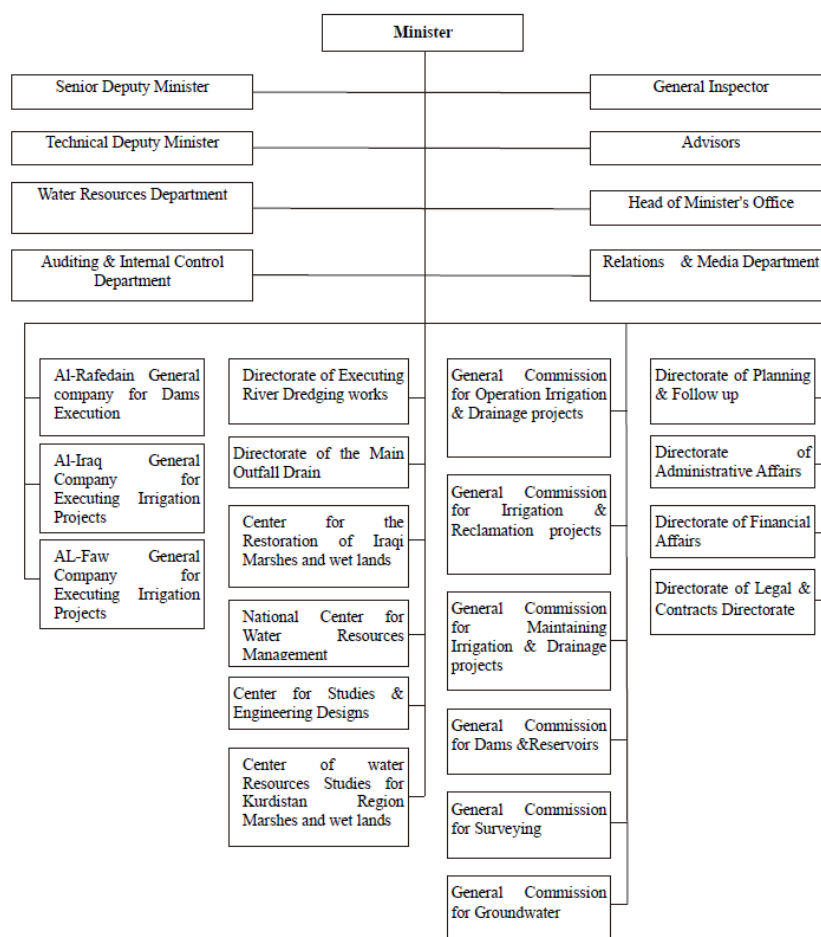 Minister
Senior Deputy Minister
General Inspector
Technical Deputy Minister
Advisors
Water Resources Department
Head of Minister's Office
Auditing & Internal Control
Department
Relations & Media Department
Al-Rafedain General
company for Dams
Execution
Al-Iraq General
Company for
Executing Irrigation
Projects
AL-Faw General
Company for
Executing Irrigation
Projects
Directorate of Executing
River Dredging works
Directorate of the Main
Outfall Drain
Center for the
Restoration of Iraqi
Marshes and wet lands
National Center for
Water Resources
Management
Center for Studies &
Engineering Designs
Center of water
Resources Studies for
Kurdistan Region
Marshes and wet lands
General Commission
for Operation Irrigation
& Drainage projects
General Commission
for Irrigation &
Reclamation projects
General Commission
for Maintaining
Irrigation & Drainage
projects
General Commission
for Dams &Reservoirs
General Commission
for Surveying
General Commission
for Groundwater
Directorate of Planning
& Follow up
Directorate of
Administrative Affairs
Directorate of Financial
Affairs
Directorate of Legal &
Contracts Directorate